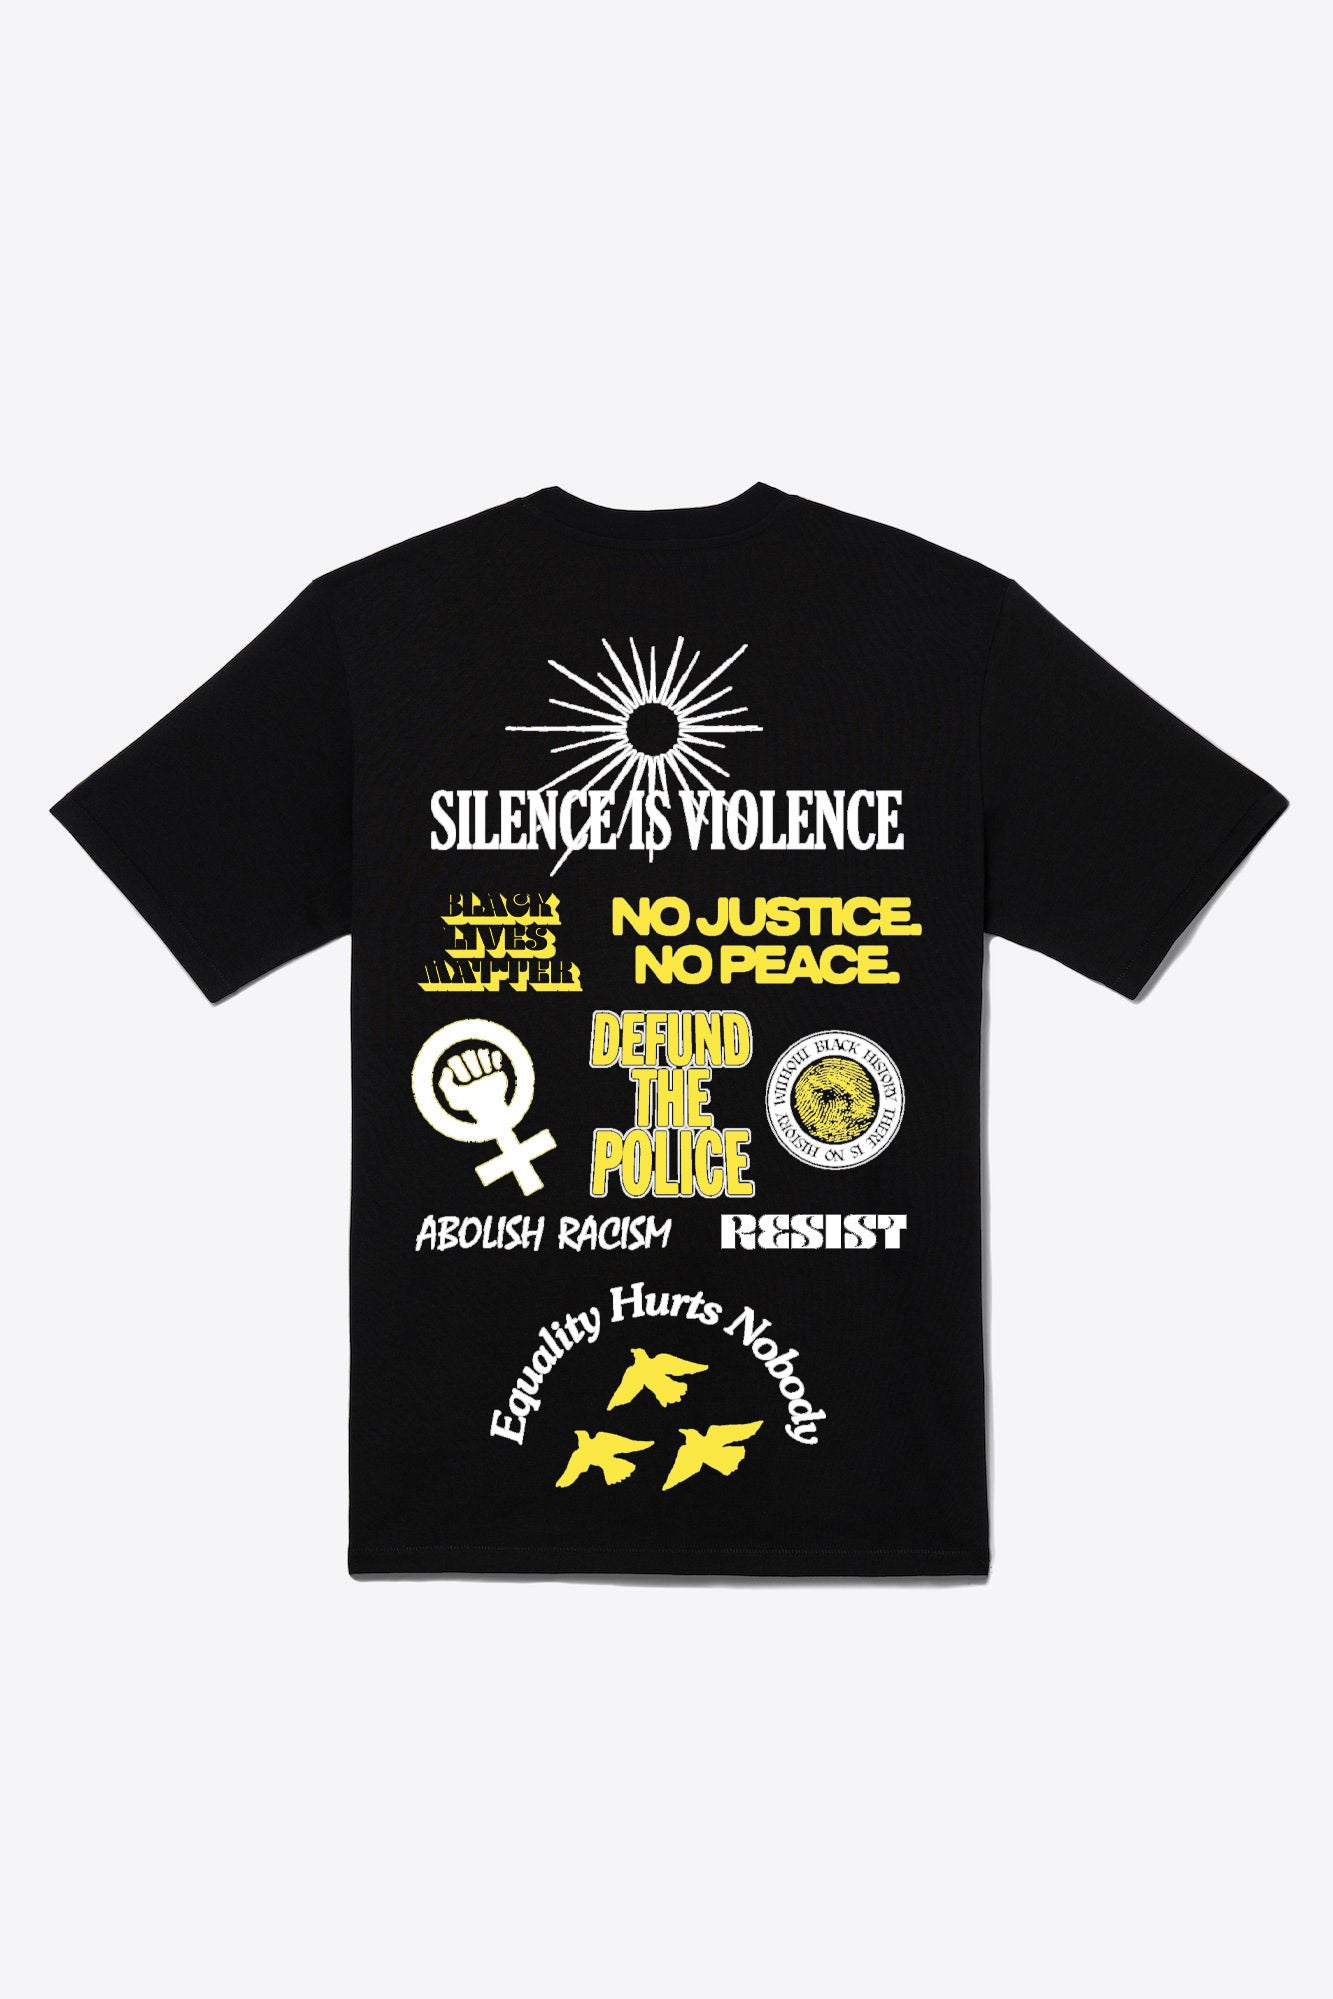 SILENCE IS VIOLENCE
BLACK
LIVES
MATTER
NO JUSTICE.
NO PEACE.
DEFUND
THE
POLICE
WITHOUT BLACK HISTORY THERE IS NO HISTORY
ABOLISH RACISM
RESIST
Equality Hurts Nobody